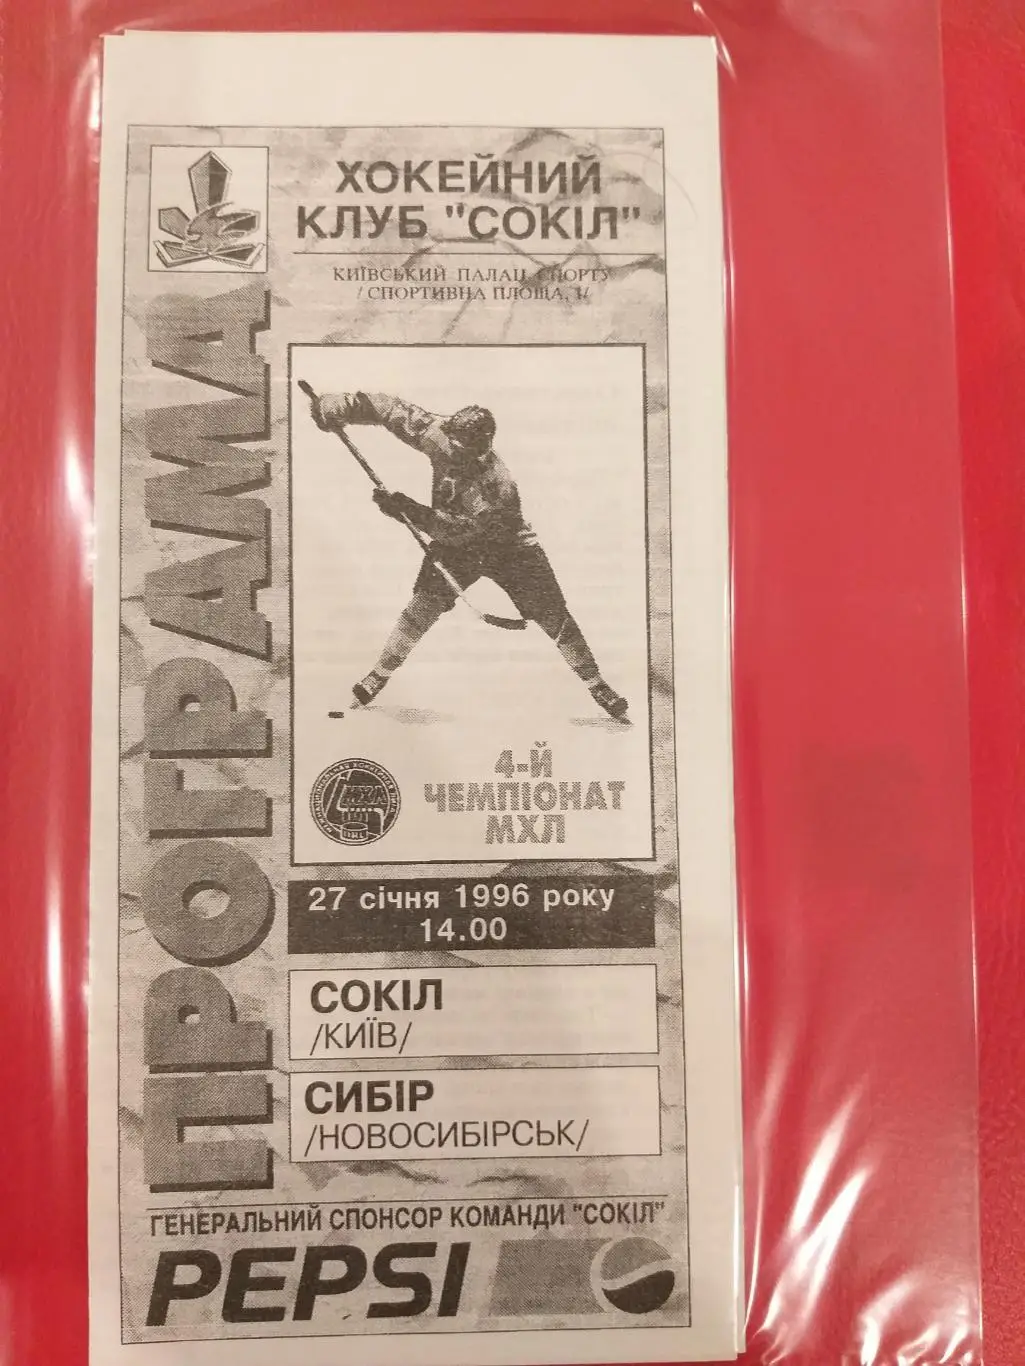 ХОКЕЙНИЙ
КЛУБ "СОКІЛ"
КИЇВСЬКИЙ ПАЛАЦ СПОРТУ
/СПОРТИВНА ПЛОЩА, 1/
ПРОГРАМА
4-Й
ЧЕМПІОНАТ
МХЛ
МХЛ
27 січня 1996 року
14.00
СОКІЛ
/КИЇВ/
СИБІР
/НОВОСИБІРСЬК/
ГЕНЕРАЛЬНИЙ СПОНСОР КОМАНДИ "СОКІЛ"
PEPSI